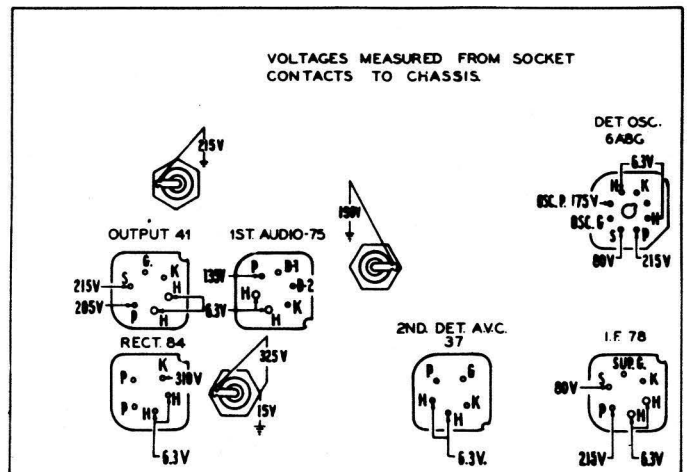 VOLTAGES MEASURED FROM SOCKET
CONTACTS TO CHASSIS.
DET OSC.
6A8G
6.3V
H K
OSC. P. 175V
OSC. G H
S P
80V 215V
215V
190V
OUTPUT 41
G.
K
S
H
215V
205V
P H
1ST. AUDIO-75
P D-1
135V
D-2
H
K
H
6.3V
RECT. 84
K
P 310V
H
P H
6.3V
325V
15V
2ND. DET. A.V.C.
37
P G
H K
H
6.3V.
I.F. 78
SUP. G.
S K
80V
P H
H
215V 6.3V